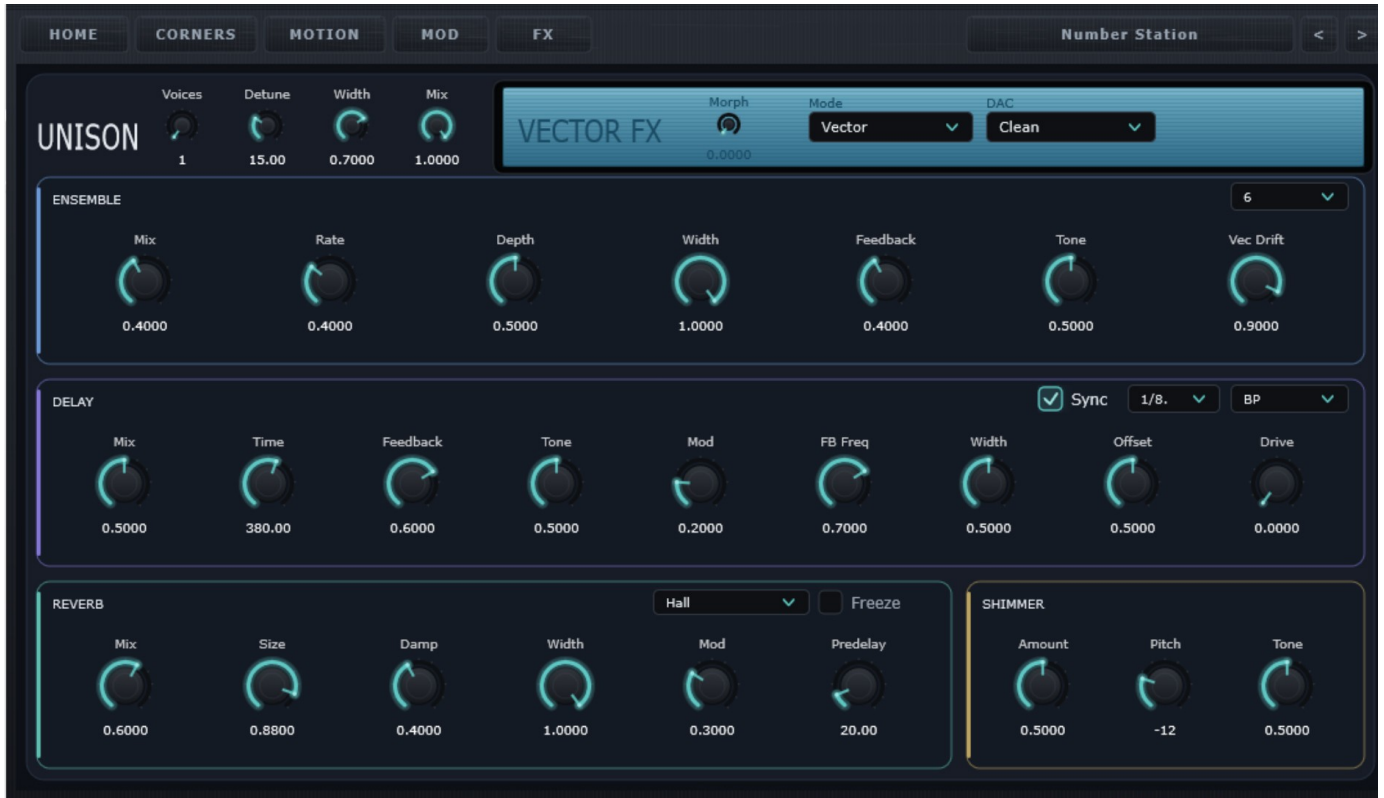 HOME CORNERS MOTION MOD FX Number Station < >
Voices Detune Width Mix
UNISON
1 15.00 0.7000 1.0000
VECTOR FX
Morph Mode DAC
Vector Clean
0.0000
ENSEMBLE 6
Mix Rate Depth Width Feedback Tone Vec Drift
0.4000 0.4000 0.5000 1.0000 0.4000 0.5000 0.9000
DELAY Sync 1/8. BP
Mix Time Feedback Tone Mod FB Freq Width Offset Drive
0.5000 380.00 0.6000 0.5000 0.2000 0.7000 0.5000 0.5000 0.0000
REVERB Hall Freeze
Mix Size Damp Width Mod Predelay
0.6000 0.8800 0.4000 1.0000 0.3000 20.00
SHIMMER
Amount Pitch Tone
0.5000 -12 0.5000